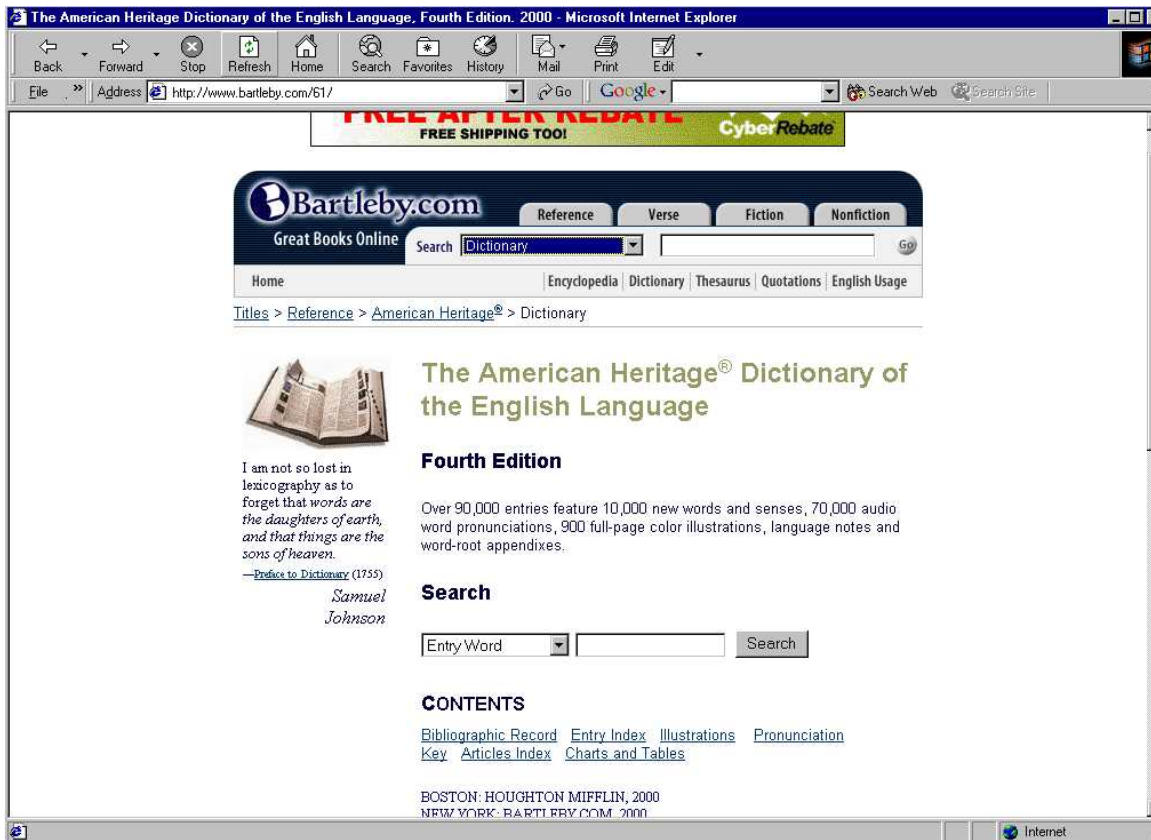 The American Heritage Dictionary of the English Language, Fourth Edition. 2000 - Microsoft Internet Explorer
Back Forward Stop Refresh Home Search Favorites History Mail Print Edit
File » Address http://www.bartleby.com/61/ Go Google Search Web Search Site
FREE AFTER REBATE
FREE SHIPPING TOO! CyberRebate
Bartleby.com
Reference Verse Fiction Nonfiction
Great Books Online Search Dictionary Go
Home Encyclopedia Dictionary Thesaurus Quotations English Usage
Titles > Reference > American Heritage® > Dictionary
The American Heritage® Dictionary of
the English Language
Fourth Edition
Over 90,000 entries feature 10,000 new words and senses, 70,000 audio
word pronunciations, 900 full-page color illustrations, language notes and
word-root appendixes.
I am not so lost in
lexicography as to
forget that words are
the daughters of earth,
and that things are the
sons of heaven.
—Preface to Dictionary (1755)
Samuel
Johnson
Search
Entry Word Search
CONTENTS
Bibliographic Record Entry Index Illustrations Pronunciation
Key Articles Index Charts and Tables
BOSTON: HOUGHTON MIFFLIN, 2000
NEW YORK: BARTLEBY.COM, 2000
Internet